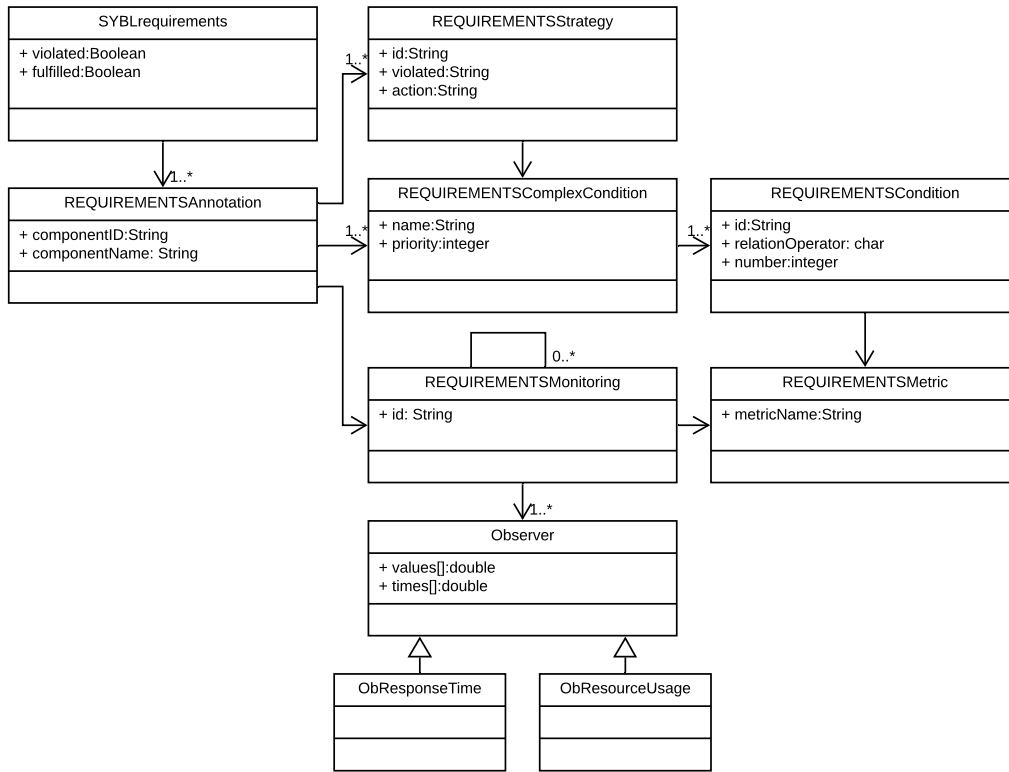 SYBLrequirements
+ violated:Boolean
+ fulfilled:Boolean
REQUIREMENTSStrategy
+ id:String
+ violated:String
+ action:String
1..*
1..*
REQUIREMENTSAnnotation
+ componentID:String
+ componentName: String
1..*
REQUIREMENTSComplexCondition
+ name:String
+ priority:integer
1..*
REQUIREMENTSCondition
+ id:String
+ relationOperator: char
+ number:integer
0..*
REQUIREMENTSMonitoring
+ id: String
REQUIREMENTSMetric
+ metricName:String
1..*
Observer
+ values[]:double
+ times[]:double
ObResponseTime
ObResourceUsage